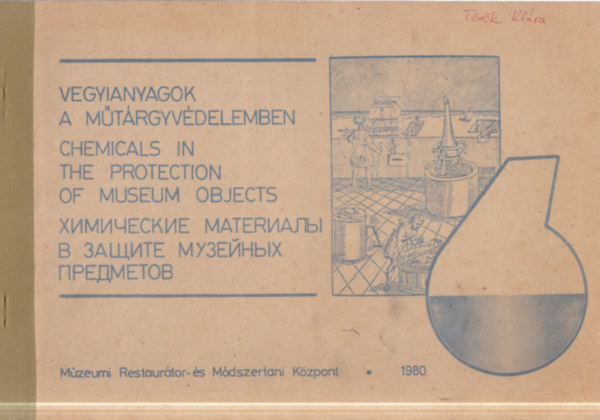 Török Klára
VEGYIANYAGOK
A MŰTÁRGYVÉDELEMBEN
CHEMICALS IN
THE PROTECTION
OF MUSEUM OBJECTS
ХИМИЧЕСКИЕ МАТЕРИАЛЫ
В ЗАЩИТЕ МУЗЕЙНЫХ
ПРЕДМЕТОВ
Múzeumi Restaurátor-és Módszertani Központ • 1980